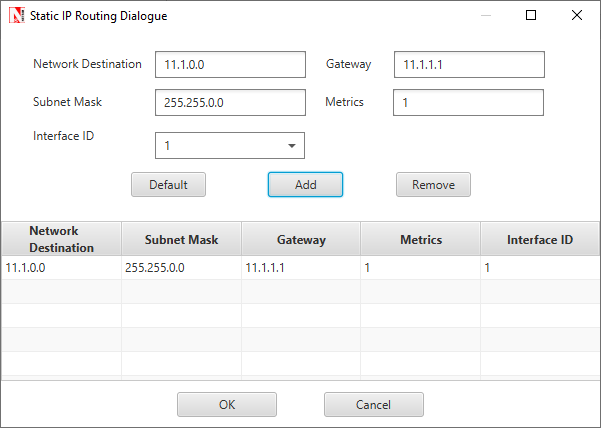 Static IP Routing Dialogue
Network Destination 11.1.0.0 Gateway 11.1.1.1
Subnet Mask 255.255.0.0 Metrics 1
Interface ID 1
Default Add Remove
Network Destination Subnet Mask Gateway Metrics Interface ID
11.1.0.0 255.255.0.0 11.1.1.1 1 1
OK Cancel